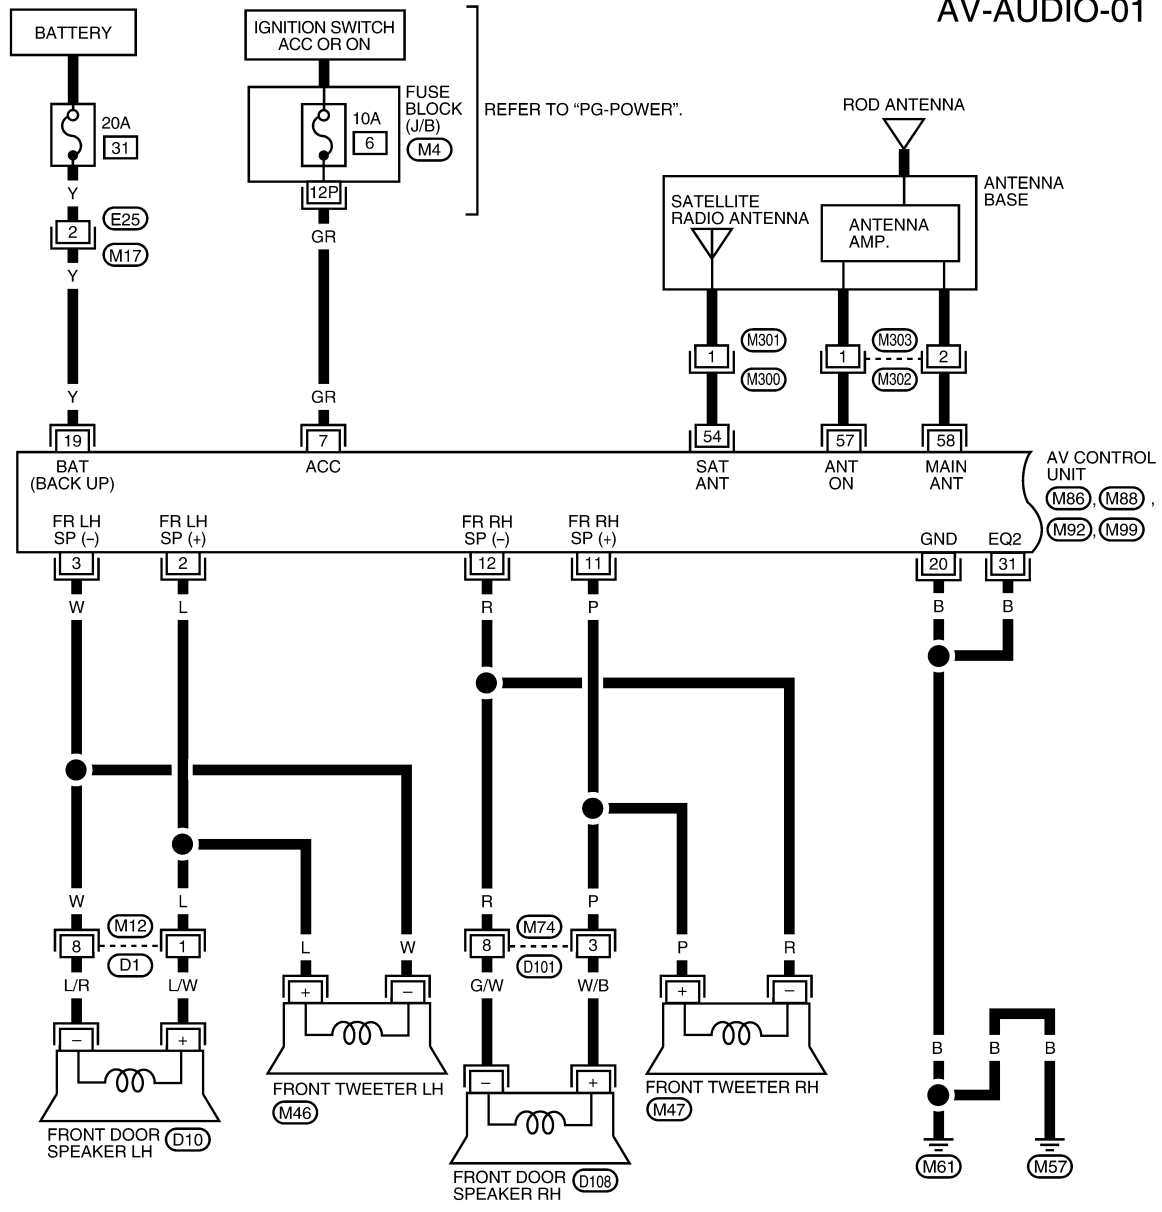 AV-AUDIO-01
BATTERY
IGNITION SWITCH
ACC OR ON
20A
31
10A
6
FUSE
BLOCK
(J/B)
M4
REFER TO “PG-POWER”.
12P
Y
2
E25
M17
Y
Y
GR
GR
ROD ANTENNA
ANTENNA
BASE
SATELLITE
RADIO ANTENNA
ANTENNA
AMP.
1
M301
M300
1
M303
M302
2
19
7
54
57
58
BAT
(BACK UP)
ACC
SAT
ANT
ANT
ON
MAIN
ANT
AV CONTROL
UNIT
M86, M88,
M92, M99
FR LH
SP (–)
FR LH
SP (+)
FR RH
SP (–)
FR RH
SP (+)
GND
EQ2
3
2
12
11
20
31
W
L
R
P
B
B
W
L
R
P
8
M12
D1
1
8
M74
D101
3
L
W
P
R
L/R
L/W
G/W
W/B
+
–
+
–
–
+
–
+
FRONT TWEETER LH
M46
FRONT TWEETER RH
M47
FRONT DOOR
SPEAKER LH
D10
FRONT DOOR
SPEAKER RH
D108
B
B
B
M61
M57